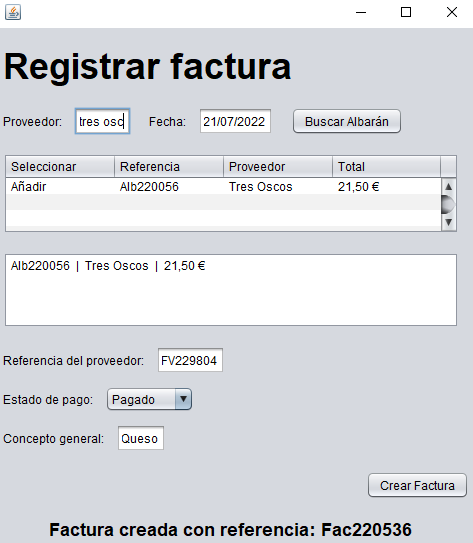 Registrar factura
Proveedor: tres osc Fecha: 21/07/2022 Buscar Albarán
Seleccionar Referencia Proveedor Total
Añadir Alb220056 Tres Oscos 21,50 €
Alb220056 | Tres Oscos | 21,50 €
Referencia del proveedor: FV229804
Estado de pago: Pagado
Concepto general: Queso
Crear Factura
Factura creada con referencia: Fac220536